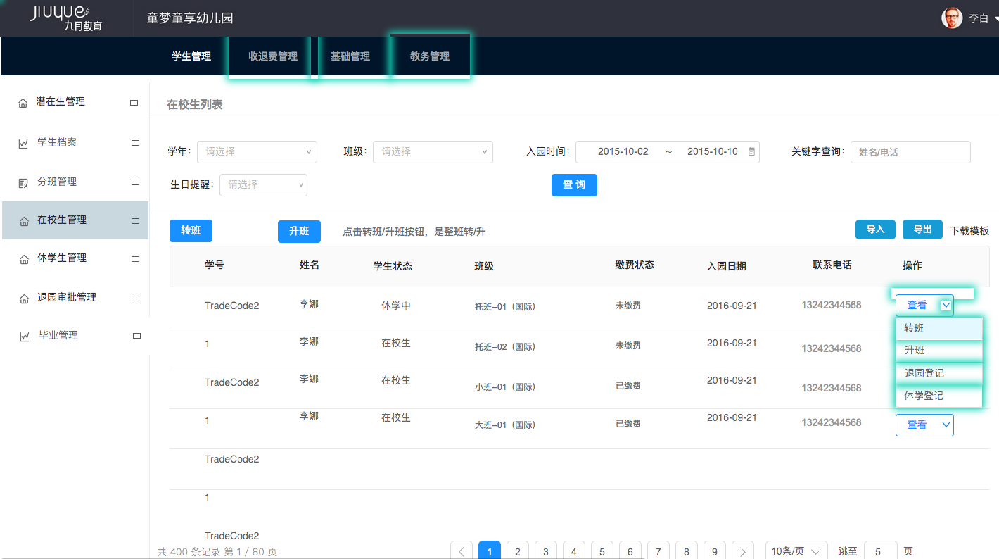 JIUYUE
九月教育
童梦童享幼儿园
李白
学生管理 收退费管理 基础管理 教务管理
潜在生管理
学生档案
分班管理
在校生管理
休学生管理
退园审批管理
毕业管理
在校生列表
学年: 请选择 班级: 请选择 入园时间: 2015-10-02 ~ 2015-10-10 关键字查询: 姓名/电话
生日提醒: 请选择 查 询
转班 升班 点击转班/升班按钮，是整班转/升 导入 导出 下载模板
学号 姓名 学生状态 班级 缴费状态 入园日期 联系电话 操作
TradeCode2 李娜 休学中 托班--01（国际） 未缴费 2016-09-21 13242344568 查看
转班
升班
退园登记
休学登记
1 李娜 在校生 托班--02（国际） 未缴费 2016-09-21 13242344568
TradeCode2 李娜 在校生 小班--01（国际） 已缴费 2016-09-21 13242344568
1 李娜 在校生 大班--01（国际） 已缴费 2016-09-21 13242344568 查看
TradeCode2
1
TradeCode2
共 400 条记录 第 1 / 80 页 1 2 3 4 5 6 7 8 9 10条/页 跳至 5 页